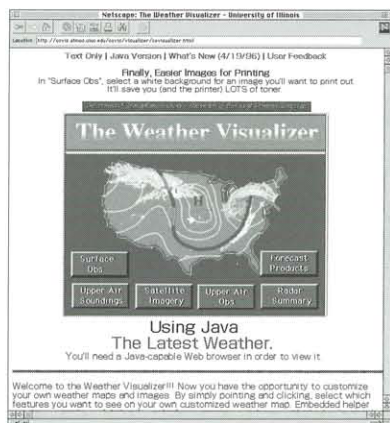 Netscape: The Weather Visualizer - University of Illinois
Text Only | Java Version | What's New (4/19/96) | User Feedback
Finally, Easier Images for Printing
In "Surface Obs", select a white background for an image you'll want to print out
It'll save you (and the printer) LOTS of toner.
The Weather Visualizer
H
Surface
Obs
Forecast
Products
Upper Air
Soundings
Satellite
Imagery
Upper Air
Obs
Radar
Summary
Using Java
The Latest Weather.
You'll need a Java-capable Web browser in order to view it
Welcome to the Weather Visualizer!!! Now you have the opportunity to customize
your own weather maps and images. By simply pointing and clicking, select which
features you want to see on your own customized weather map. Embedded helper